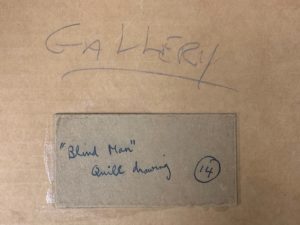 GALLERY
"Blind Man"
Quill drawing
14